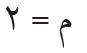 م = ٢